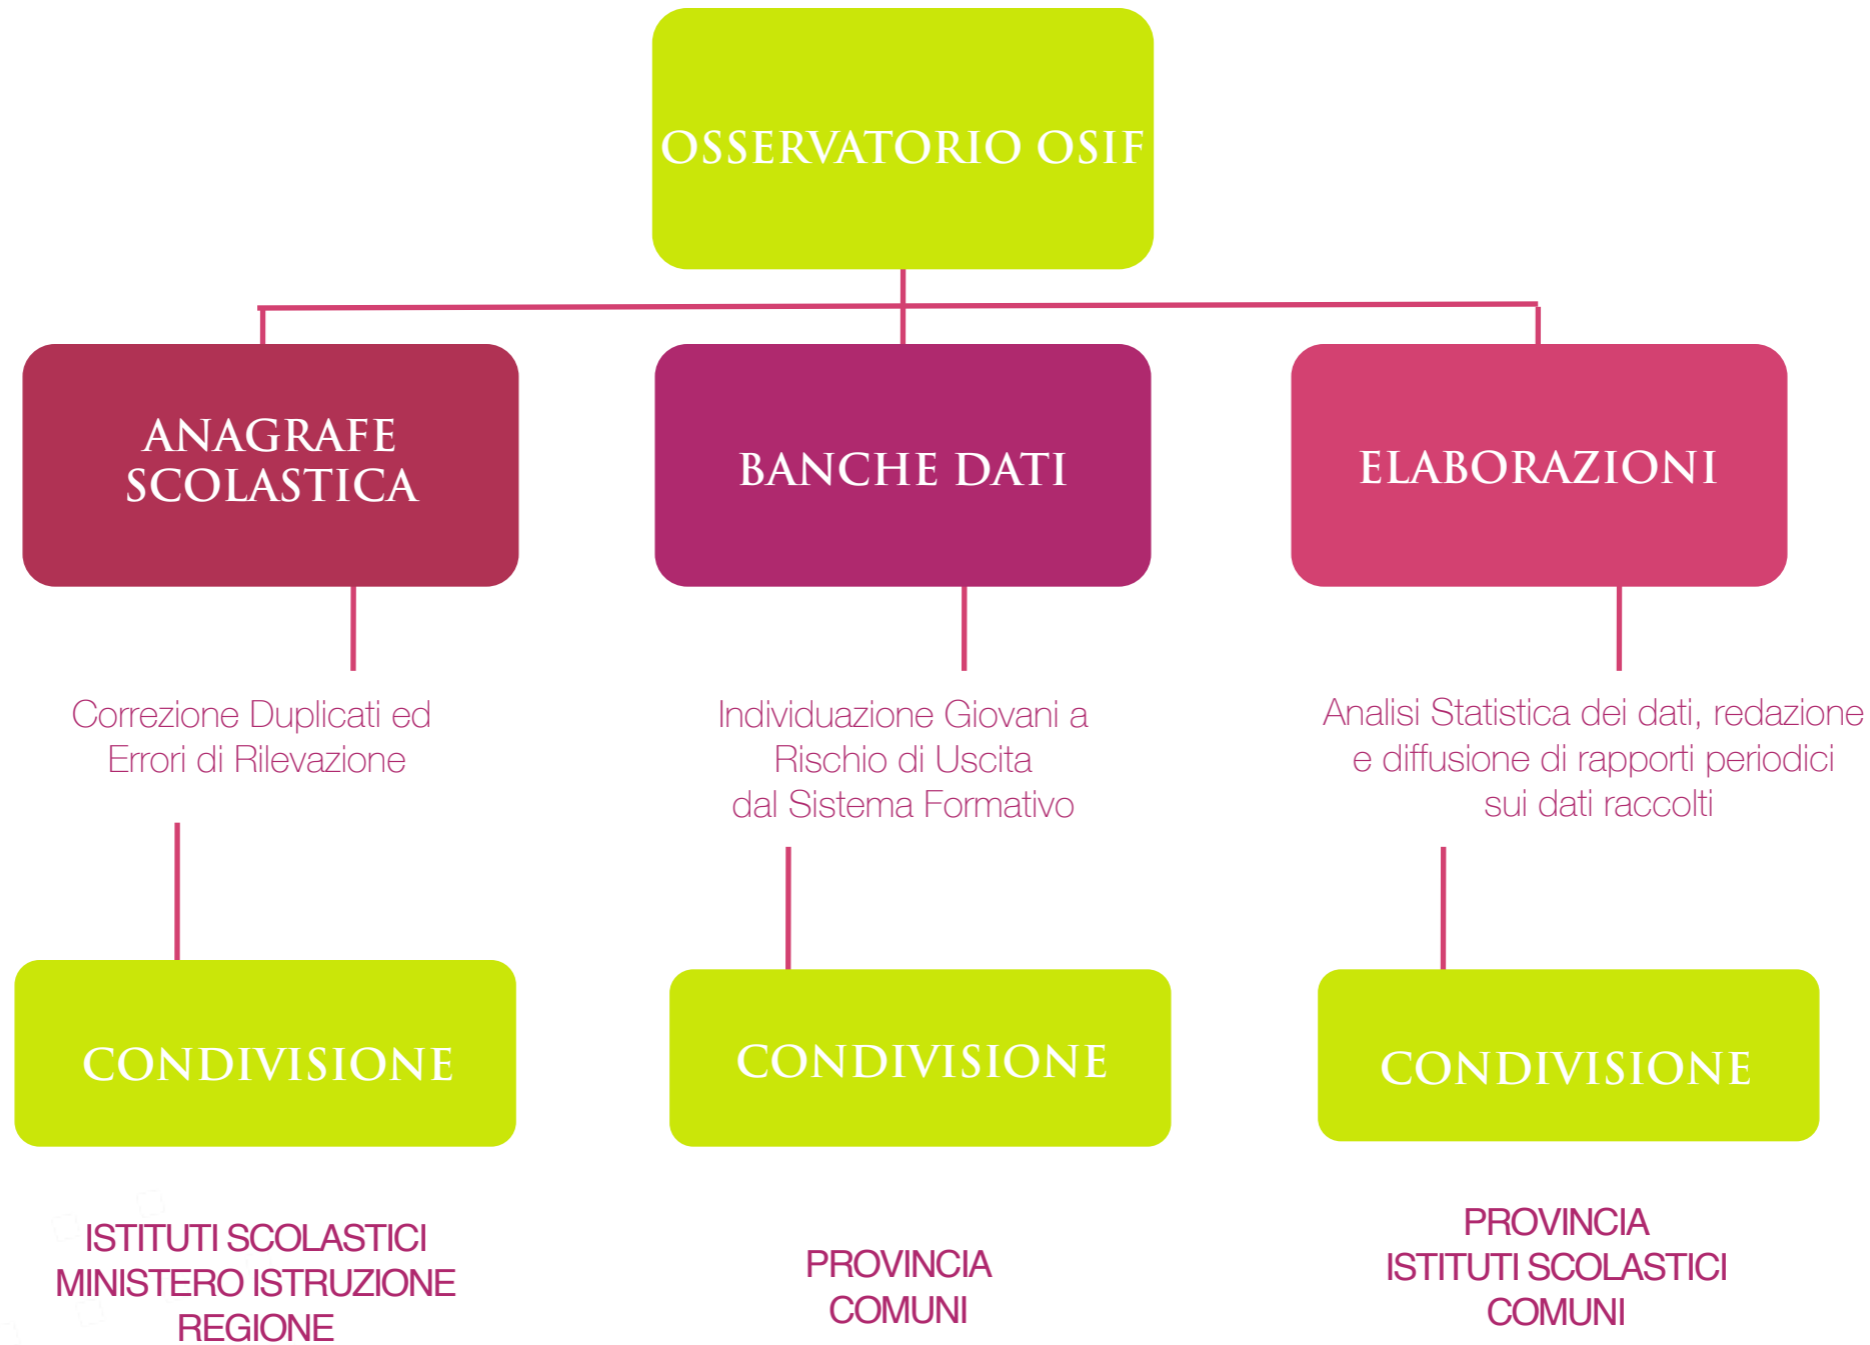 OSSERVATORIO OSIF
ANAGRAFE
SCOLASTICA
BANCHE DATI
ELABORAZIONI
Correzione Duplicati ed
Errori di Rilevazione
Individuazione Giovani a
Rischio di Uscita
dal Sistema Formativo
Analisi Statistica dei dati, redazione
e diffusione di rapporti periodici
sui dati raccolti
CONDIVISIONE
CONDIVISIONE
CONDIVISIONE
ISTITUTI SCOLASTICI
MINISTERO ISTRUZIONE
REGIONE
PROVINCIA
COMUNI
PROVINCIA
ISTITUTI SCOLASTICI
COMUNI